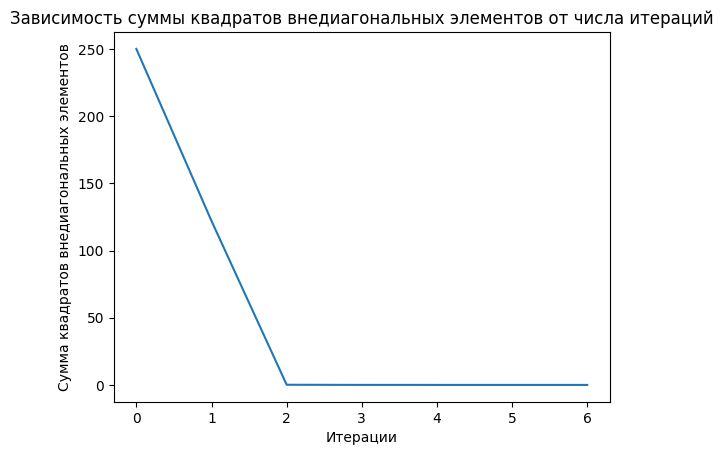 Зависимость суммы квадратов внедиагональных элементов от числа итераций
Сумма квадратов внедиагональных элементов
250
200
150
100
50
0
0 1 2 3 4 5 6
Итерации